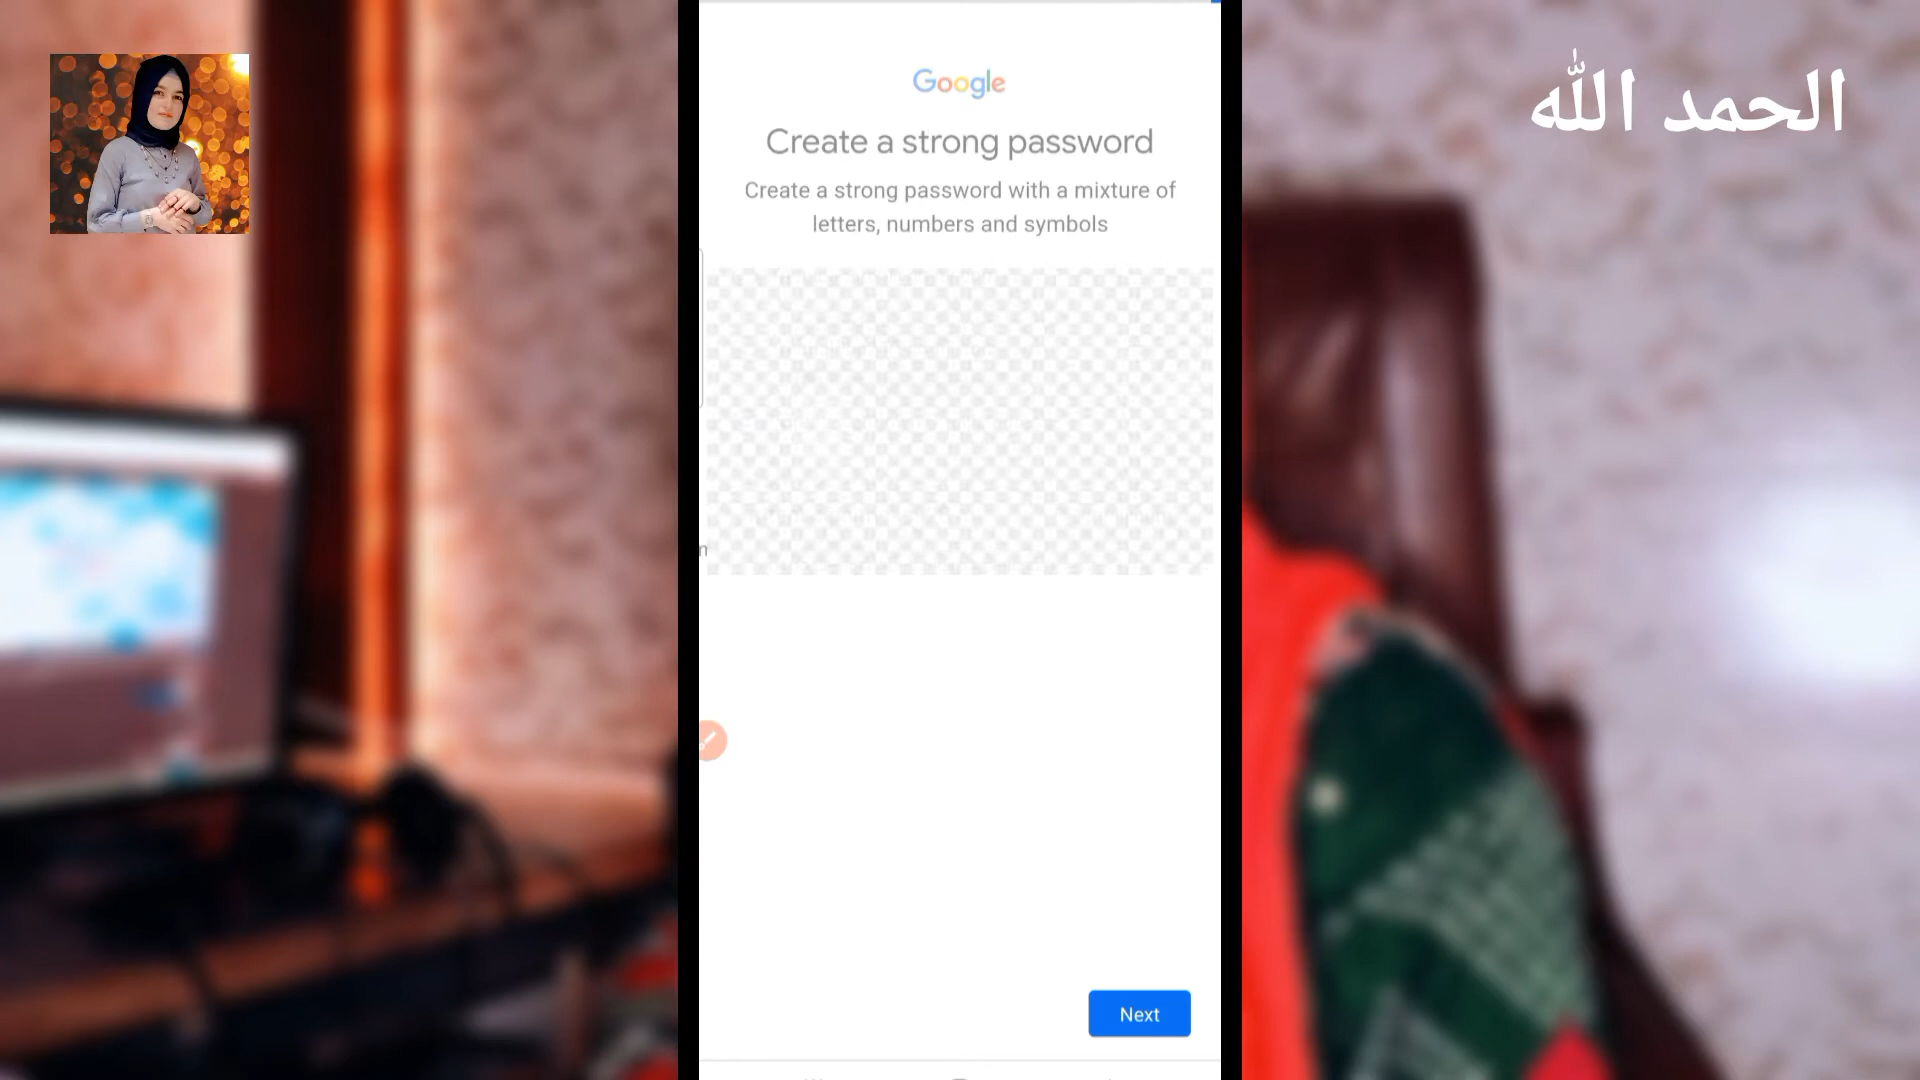 الحمد الله
Google
Create a strong password
Create a strong password with a mixture of
letters, numbers and symbols
n
Next